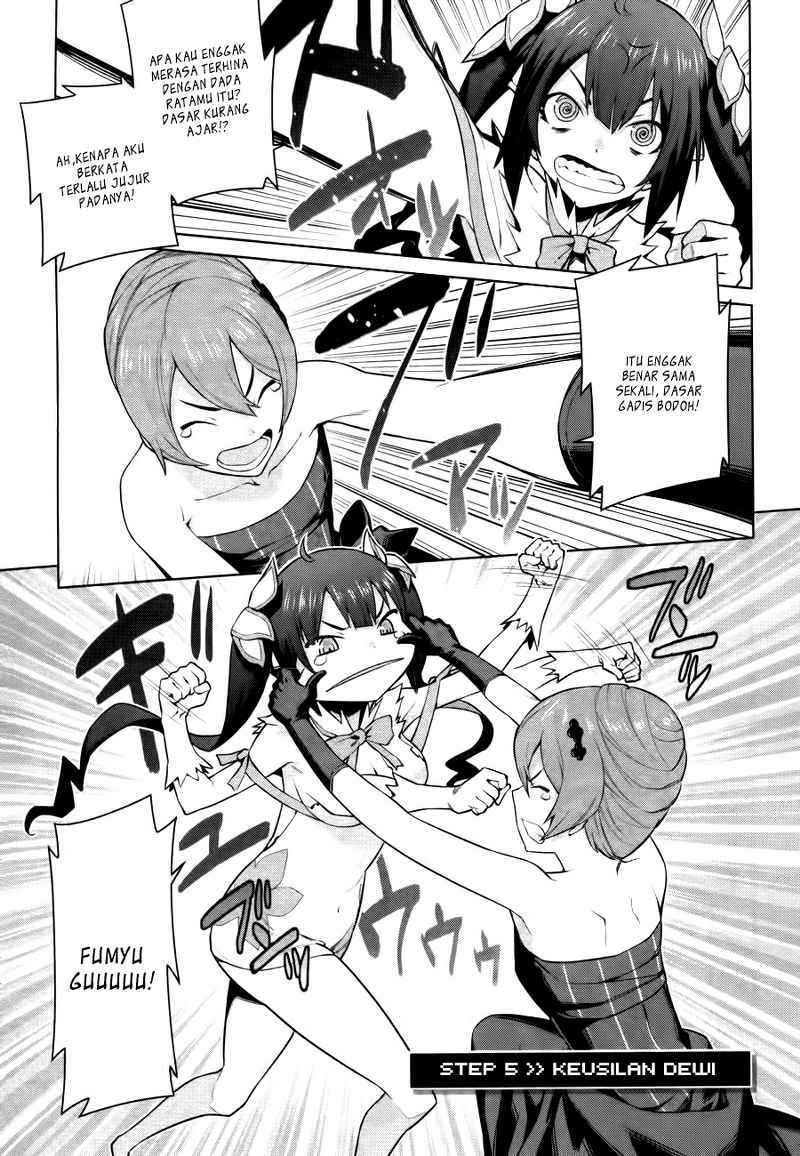 APA KAU ENGGAK
MERASA TERHINA
DENGAN DADA
RATAMU ITU?
DASAR KURANG
AJAR!?
AH,KENAPA AKU
BERKATA
TERLALU JUJUR
PADANYA!
ITU ENGGAK
BENAR SAMA
SEKALI, DASAR
GADIS BODOH!
FUMYU
GUUUUU!
STEP 5 >> KEUSILAN DEWI